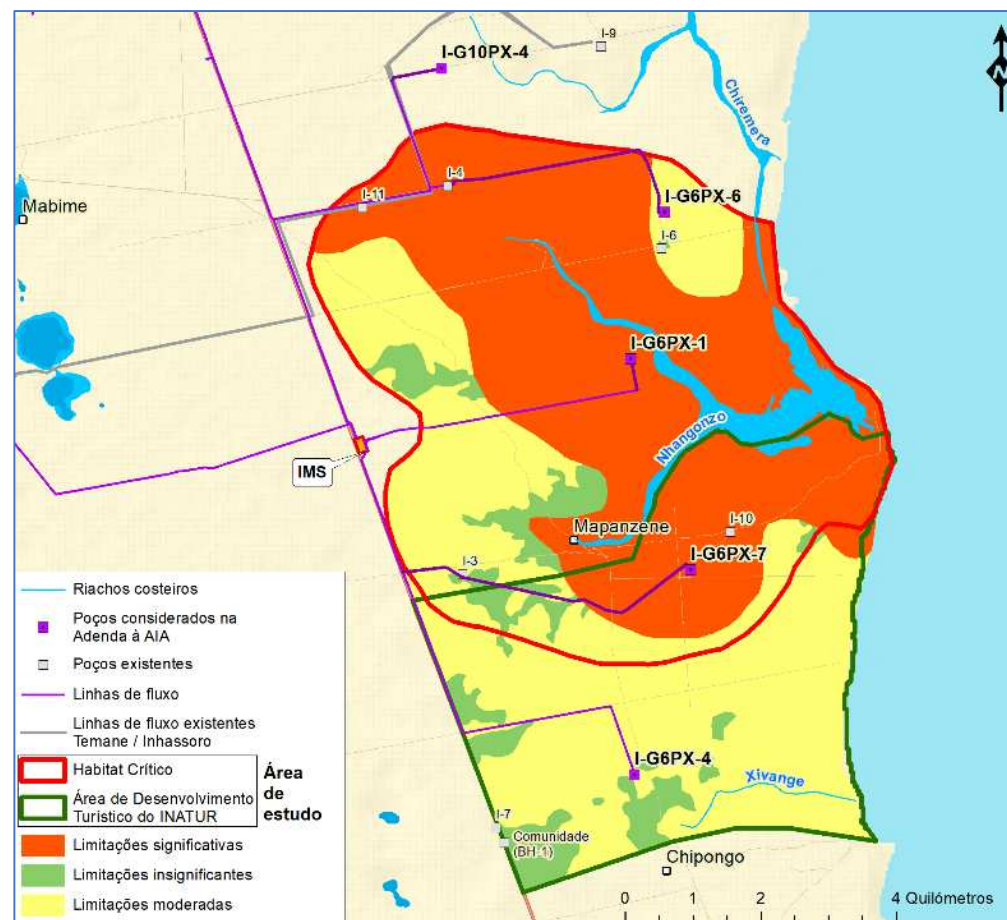 I-9
I-G10PX-4
Chiremera
I-4
I-11
Mabime
I-G6PX-6
I-6
I-G6PX-1
Nhangonzo
IMS
Mapanzene
I-10
I-3
I-G6PX-7
I-G6PX-4
Xivange
I-7
Comunidade
(BH-1)
Chipongo
0 1 2 4 Quilómetros
Riachos costeiros
Poços considerados na
Adenda à AIA
Poços existentes
Linhas de fluxo
Linhas de fluxo existentes
Temane / Inhassoro
Habitat Crítico
Área de Desenvolvimento
Turístico do INATUR
Área
de
estudo
Limitações significativas
Limitações insignificantes
Limitações moderadas